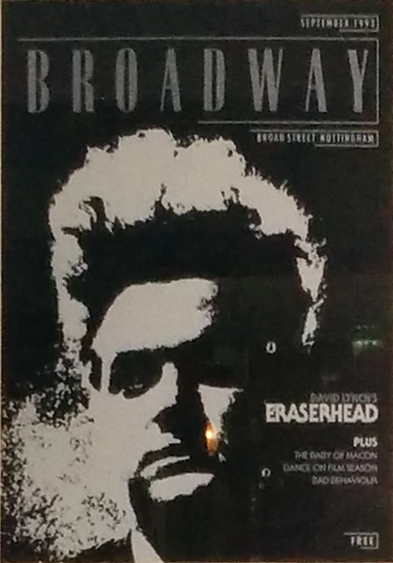 SEPTEMBER 1993
BROADWAY
BROAD STREET NOTTINGHAM
DAVID LYNCH'S
ERASERHEAD
PLUS
THE BABY OF MACON
DANCE ON FILM SEASON
BAD BEHAVIOUR
FREE